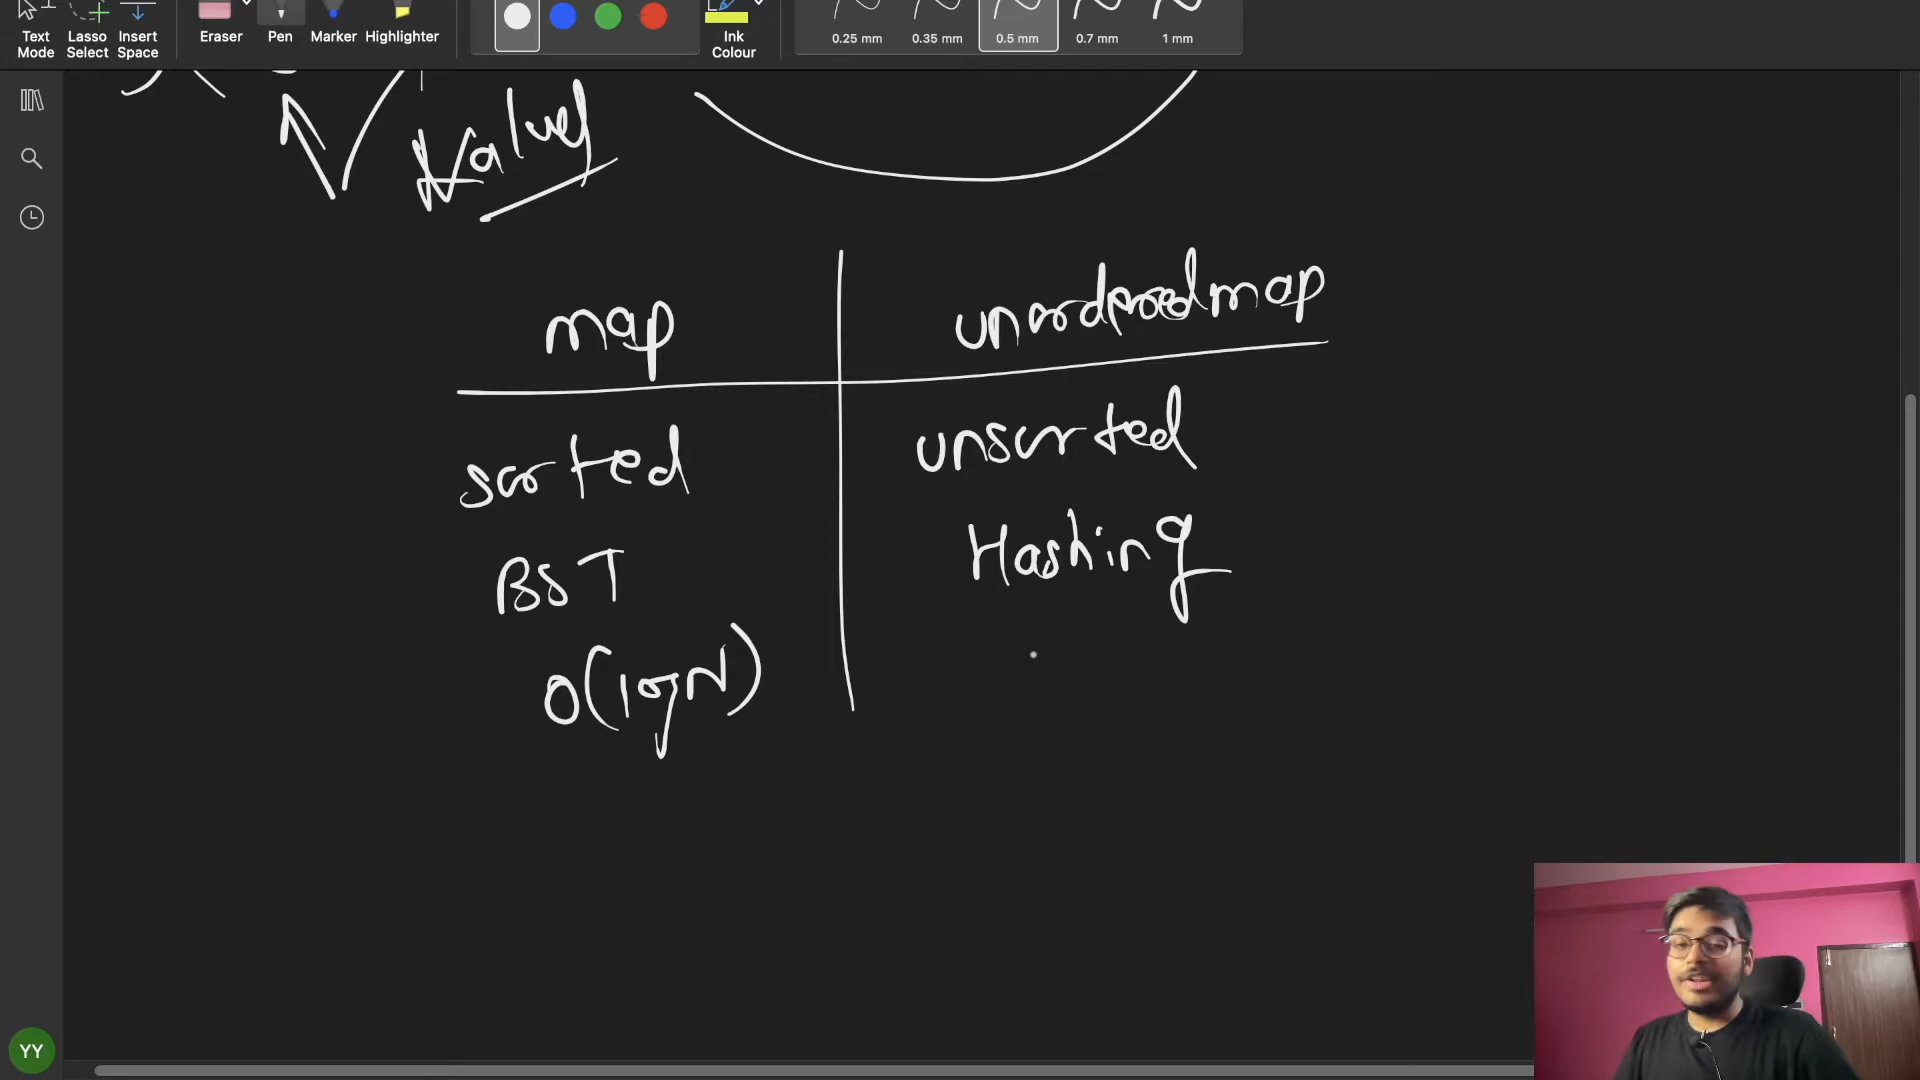 Text Mode
Lasso Select
Insert Space
Eraser
Pen
Marker
Highlighter
Ink Colour
0.25 mm
0.35 mm
0.5 mm
0.7 mm
1 mm
map
unordered map
sorted
unsorted
BST
Hashing
O(logN)
YY